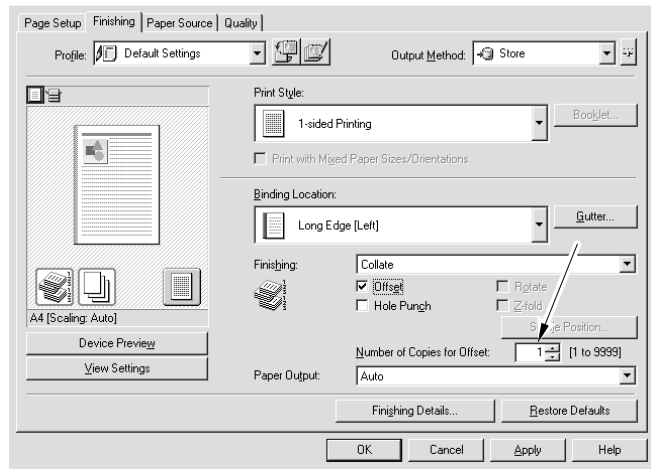 Page Setup Finishing Paper Source Quality
Profile: Default Settings Output Method: Store
Print Style:
1-sided Printing Booklet...
Print with Mixed Paper Sizes/Orientations
Binding Location:
Long Edge [Left] Gutter...
Finishing: Collate
Offset Rotate
Hole Punch Z-fold
A4 [Scaling: Auto] Position...
Device Preview
Number of Copies for Offset: 1 [1 to 9999]
View Settings
Paper Output: Auto
Finishing Details... Restore Defaults
OK Cancel Apply Help